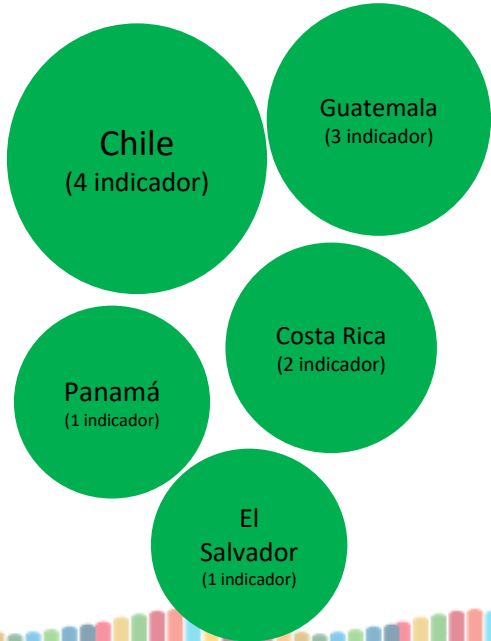 Chile
(4 indicador)
Guatemala
(3 indicador)
Costa Rica
(2 indicador)
Panamá
(1 indicador)
El
Salvador
(1 indicador)